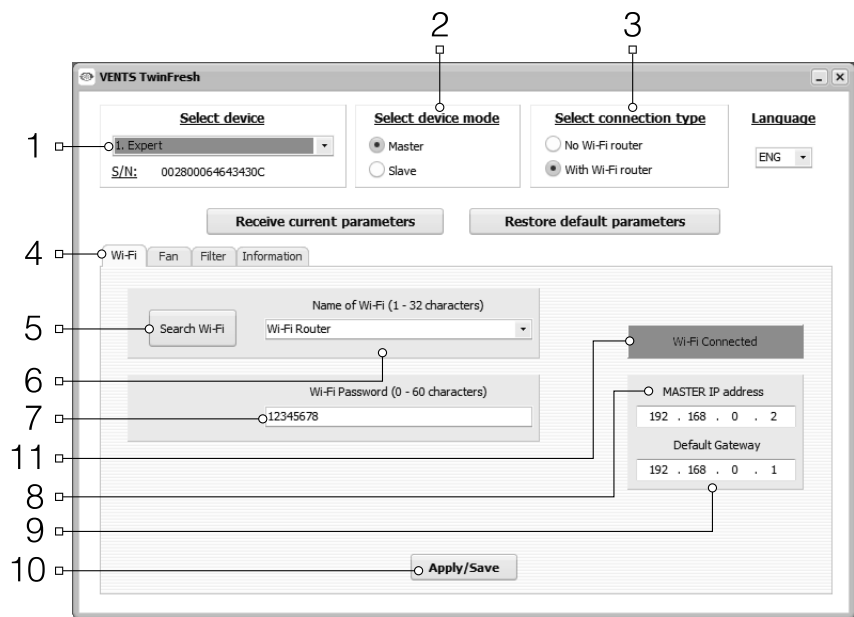 2
3
VENTS TwinFresh
Select device
Select device mode
Select connection type
Language
1
1. Expert
Master
No Wi-Fi router
ENG
S/N: 002800064643430C
Slave
With Wi-Fi router
Receive current parameters
Restore default parameters
4
Wi-Fi
Fan
Filter
Information
5
Search Wi-Fi
Name of Wi-Fi (1 - 32 characters)
Wi-Fi Router
Wi-Fi Connected
6
Wi-Fi Password (0 - 60 characters)
MASTER IP address
7
12345678
192 . 168 . 0 . 2
11
Default Gateway
192 . 168 . 0 . 1
8
9
10
Apply/Save